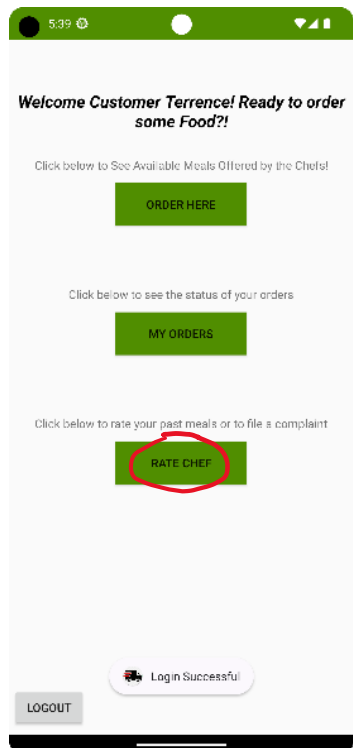 5:39
Welcome Customer Terrence! Ready to order
some Food?!
Click below to See Available Meals Offered by the Chefs!
ORDER HERE
Click below to see the status of your orders
MY ORDERS
Click below to rate your past meals or to file a complaint
RATE CHEF
Login Successful
LOGOUT